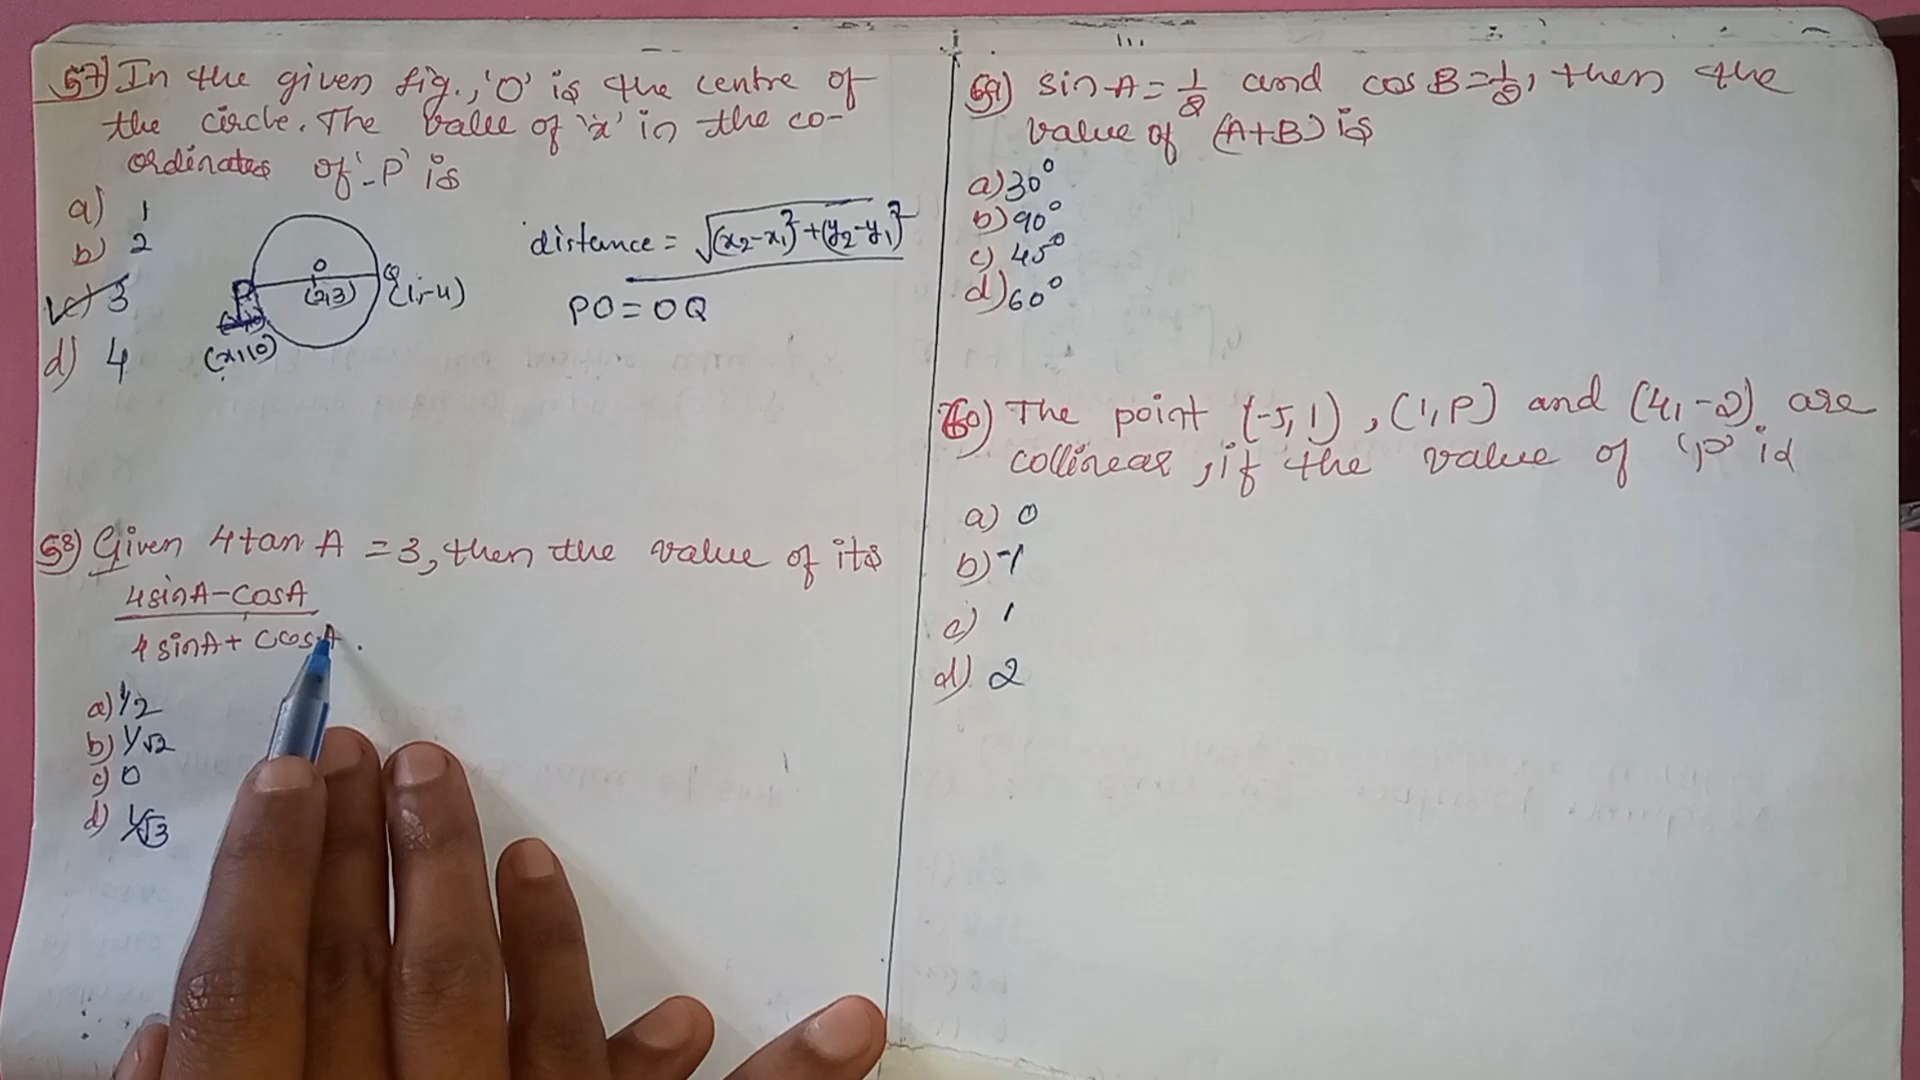 57) In the given fig., 'O' is the centre of
the circle. The value of 'x' in the co-
ordinates of 'P' is
a) 1
b) 2
c) 3
d) 4
P
O
(2,3)
Q
(1,-4)
(x,10)
distance = √(x₂-x₁)²+(y₂-y₁)²
PO = OQ
58) Given 4tan A = 3, then the value of its
4sinA-cosA
4 sinA+ cosA.
a) 1/2
b) 1/√2
c) 0
d) 1/√3
59) sin A = 1/2 and cos B = 1/2, then the
value of (A+B) is
a) 30°
b) 90°
c) 45°
d) 60°
60) The point (-5,1), (1,P) and (4,-2) are
collinear, if the value of 'P' id
a) 0
b) -1
c) 1
d) 2